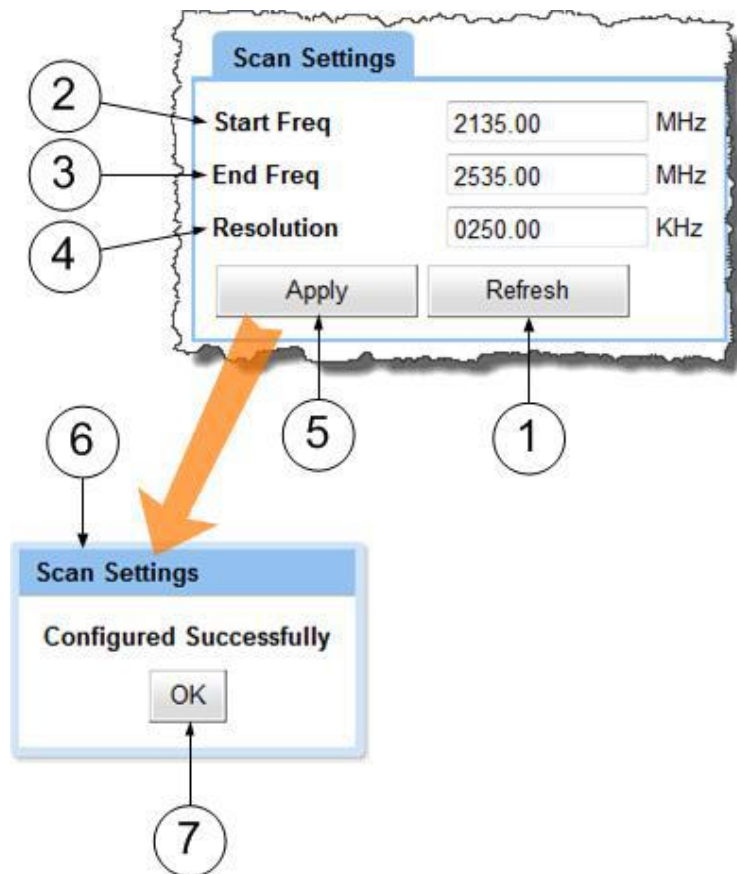 Scan Settings
2
Start Freq 2135.00 MHz
3
End Freq 2535.00 MHz
4
Resolution 0250.00 KHz
Apply Refresh
5 1
6
Scan Settings
Configured Successfully
OK
7